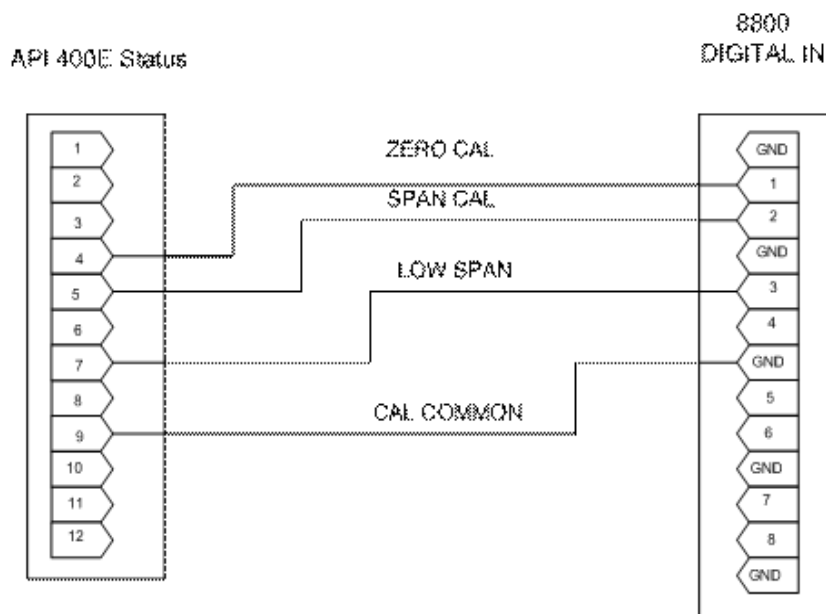 8800
API 400E Status
DIGITAL IN
1
2
3
4
5
6
7
8
9
10
11
12
ZERO CAL
SPAN CAL
LOW SPAN
CAL COMMON
GND
1
2
GND
3
4
GND
5
6
GND
7
8
GND